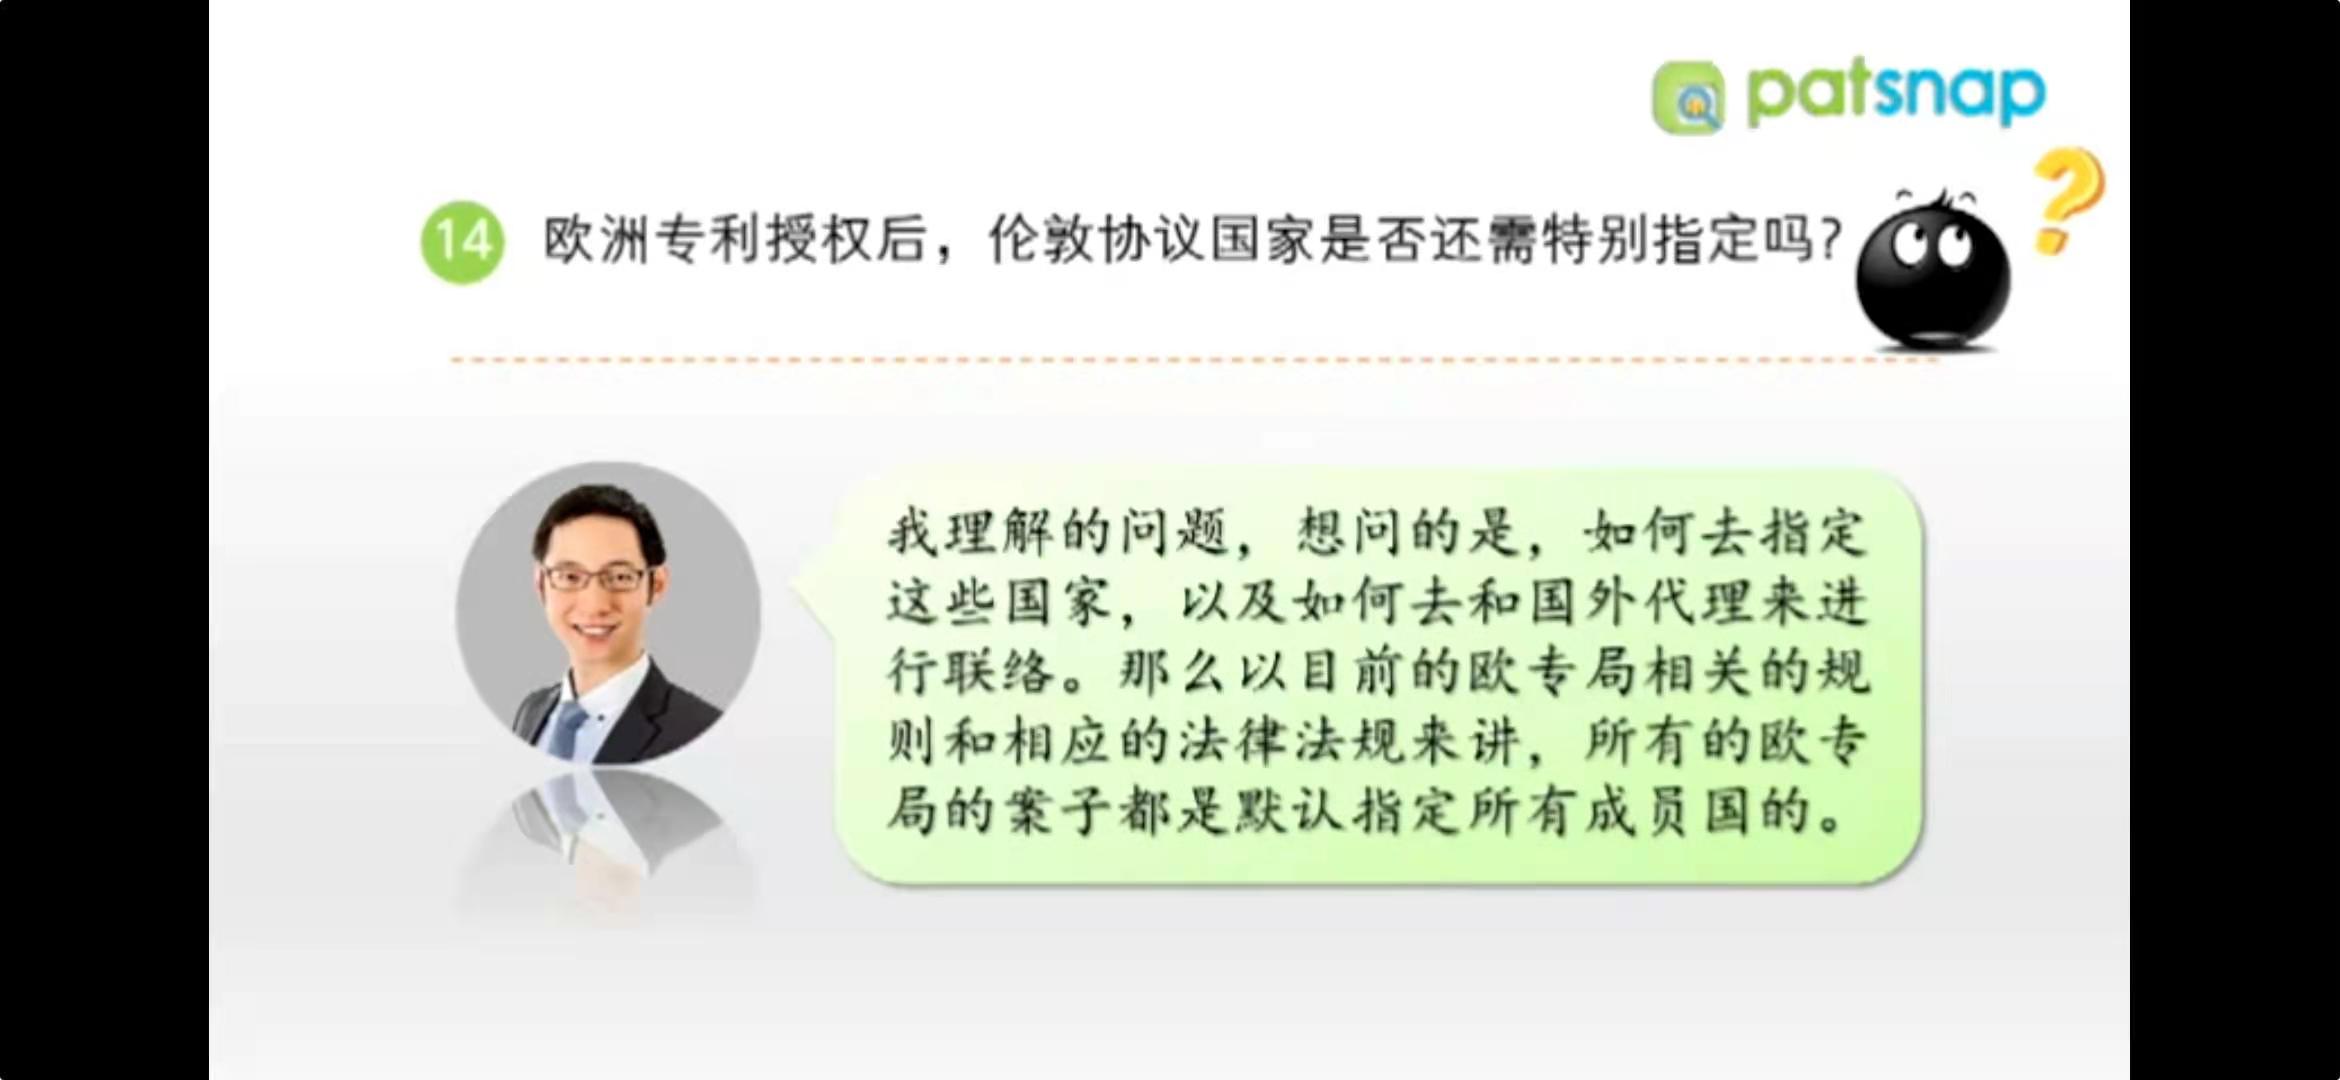 patsnap
14 欧洲专利授权后，伦敦协议国家是否还需特别指定吗？
我理解的问题，想问的是，如何去指定
这些国家，以及如何去和国外代理来进
行联络。那么以目前的欧专局相关的规
则和相应的法律法规来讲，所有的欧专
局的案子都是默认指定所有成员国的。